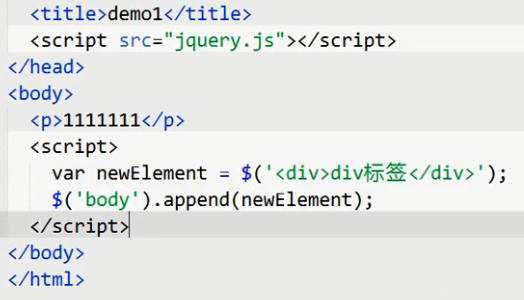 <title>demo1</title>
<script src="jquery.js"></script>
</head>
<body>
<p>1111111</p>
<script>
var newElement = $('<div>div标签</div>');
$('body').append(newElement);
</script>
</body>
</html>